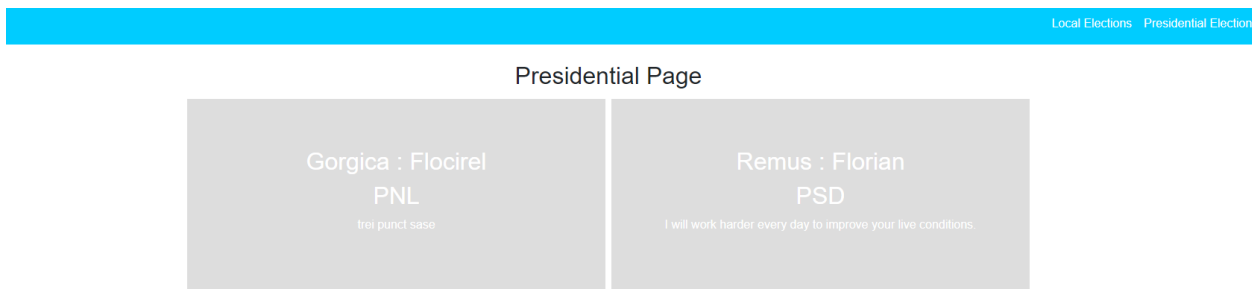 Local Elections Presidential Election
Presidential Page
Gorgica : Flocirel
PNL
trei punct sase
Remus : Florian
PSD
I will work harder every day to improve your live conditions.